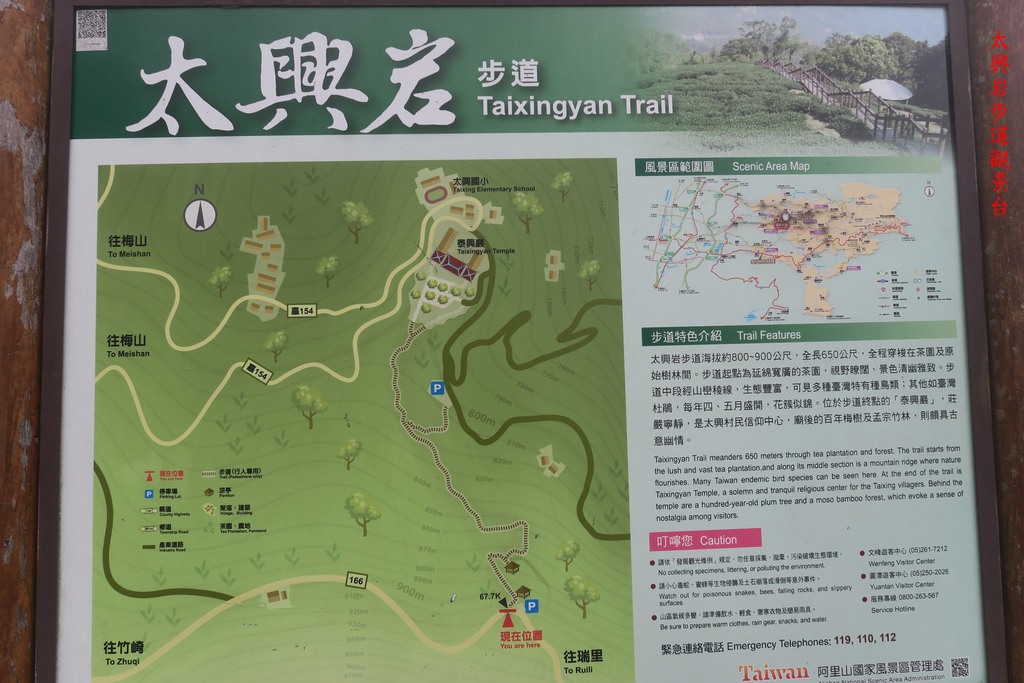 太興岩
步道
Taixingyan Trail
太興岩步道觀景台
N
太興國小
Taixing Elementary School
泰興巖
Taixingyan Temple
往梅山
To Meishan
嘉154
往梅山
To Meishan
嘉154
P
800m
現在位置
You are here
步道(行人專用)
Trail (Pedestrians only)
P
停車場
Parking Lot
涼亭
Pavilion
縣道
County Highway
聚落、建築
Village, Building
鄉道
Township Road
茶園、農地
Tea Plantation, Farmland
產業道路
Industry Road
166
900m
67.7K
P
現在位置
You are here
往竹崎
To Zhuqi
往瑞里
To Ruili
風景區範圍圖 Scenic Area Map
步道特色介紹 Trail Features
太興岩步道海拔約800~900公尺，全長650公尺，全程穿梭在茶園及原
始樹林間。步道起點為延綿寬廣的茶園，視野瞭闊、景色清幽雅致。步
道中段經山巒稜線，生態豐富，可見多種臺灣特有種鳥類；其他如臺灣
杜鵑，每年四、五月盛開，花簇似錦。位於步道終點的「泰興巖」，莊
嚴寧靜，是太興村民信仰中心，廟後的百年梅樹及孟宗竹林，則頗具古
意幽情。
Taixingyan Trail meanders 650 meters through tea plantation and forest. The trail starts from
the lush and vast tea plantation,and along its middle section is a mountain ridge where nature
flourishes. Many Taiwan endemic bird species can be seen here. At the end of the trail is
Taixingyan Temple, a solemn and tranquil religious center for the Taixing villagers. Behind the
temple are a hundred-year-old plum tree and a moso bamboo forest, which evoke a sense of
nostalgia among visitors.
叮嚀您 Caution
請依「發展觀光條例」規定，勿任意採集、拋棄、污染破壞生態環境。
No collecting specimens, littering, or polluting the environment.
請小心毒蛇、蜜蜂等生物侵襲及土石崩落或滑倒等意外事件。
Watch out for poisonous snakes, bees, falling rocks, and slippery
surfaces.
山區氣候多變，請準備飲水、輕食、禦寒衣物及簡易雨具。
Be sure to prepare warm clothes, rain gear, snacks, and water.
文峰遊客中心 (05)261-7212
Wenfeng Visitor Center
圓潭遊客中心 (05)250-2026
Yuantan Visitor Center
服務專線 0800-263-567
Service Hotline
緊急連絡電話 Emergency Telephones: 119, 110, 112
Taiwan
阿里山國家風景區管理處
National Scenic Area Administration